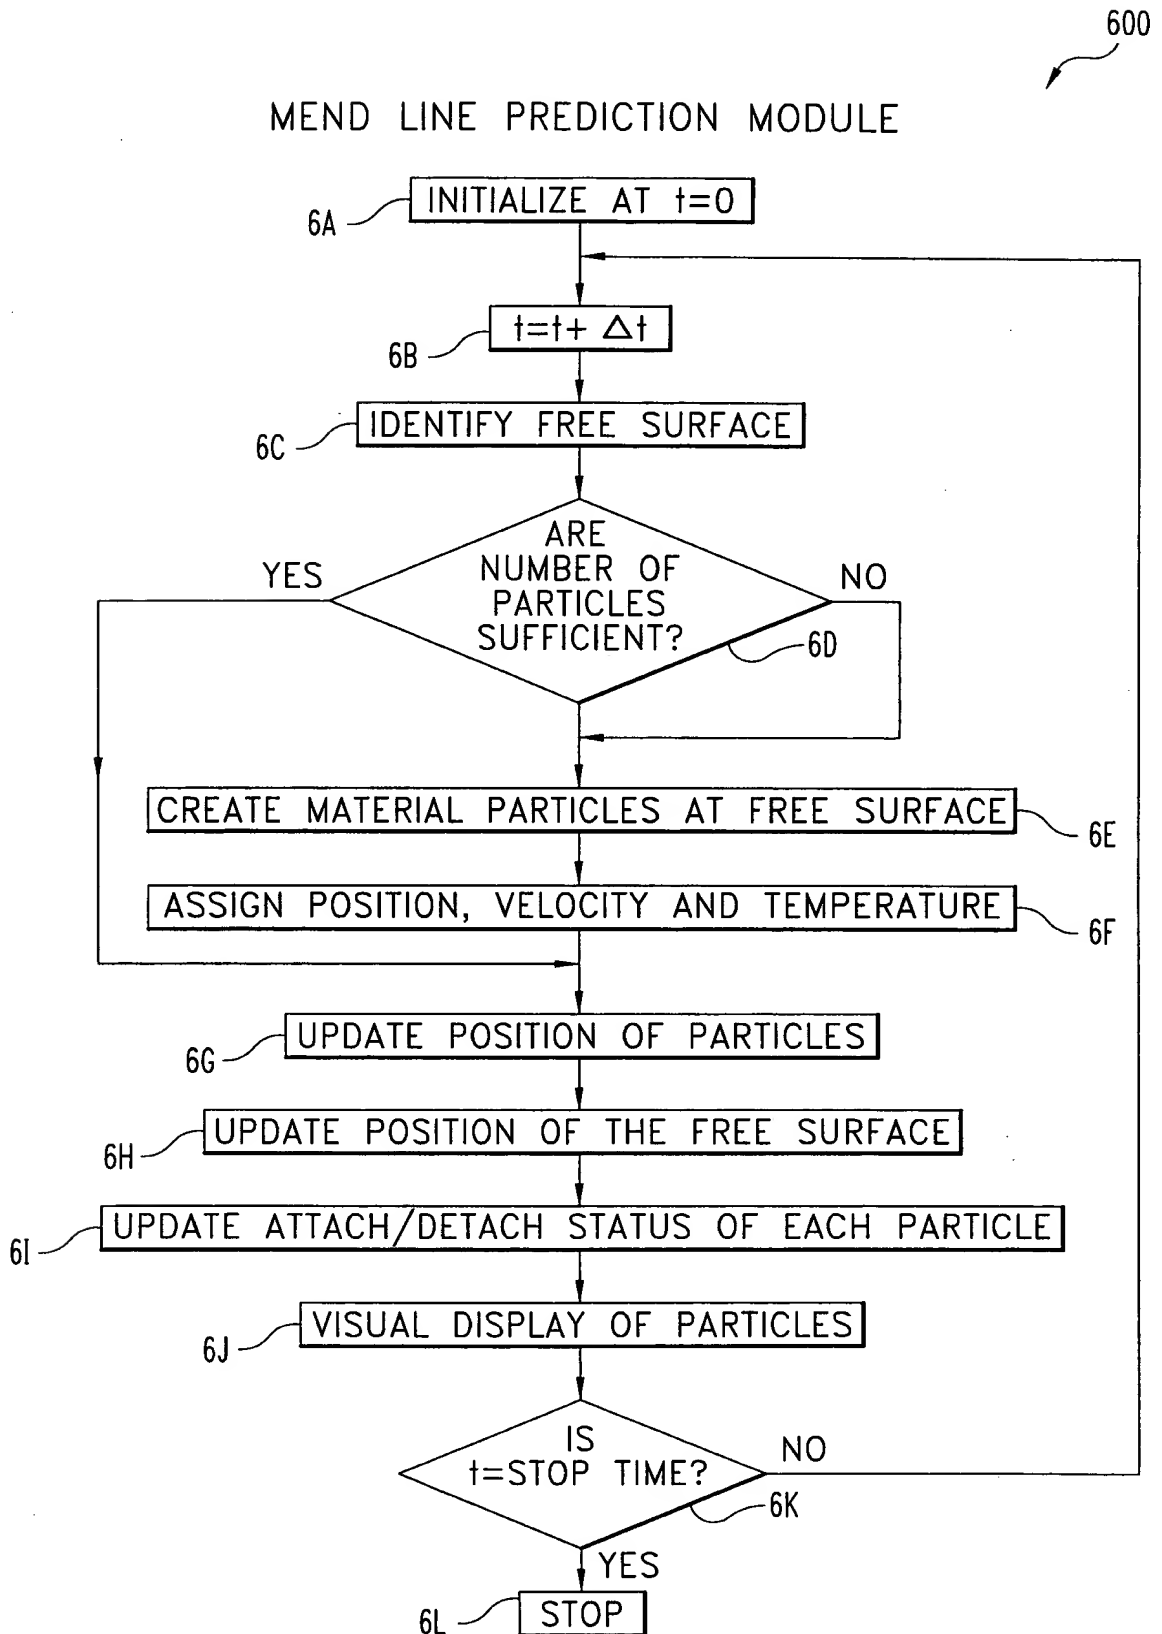 600
MEND LINE PREDICTION MODULE
INITIALIZE AT t=0
6A
t=t+ Δt
6B
IDENTIFY FREE SURFACE
6C
ARE
NUMBER OF
PARTICLES
SUFFICIENT?
YES
NO
6D
CREATE MATERIAL PARTICLES AT FREE SURFACE
6E
ASSIGN POSITION, VELOCITY AND TEMPERATURE
6F
UPDATE POSITION OF PARTICLES
6G
UPDATE POSITION OF THE FREE SURFACE
6H
UPDATE ATTACH/DETACH STATUS OF EACH PARTICLE
6I
VISUAL DISPLAY OF PARTICLES
6J
IS
t=STOP TIME?
NO
6K
YES
STOP
6L